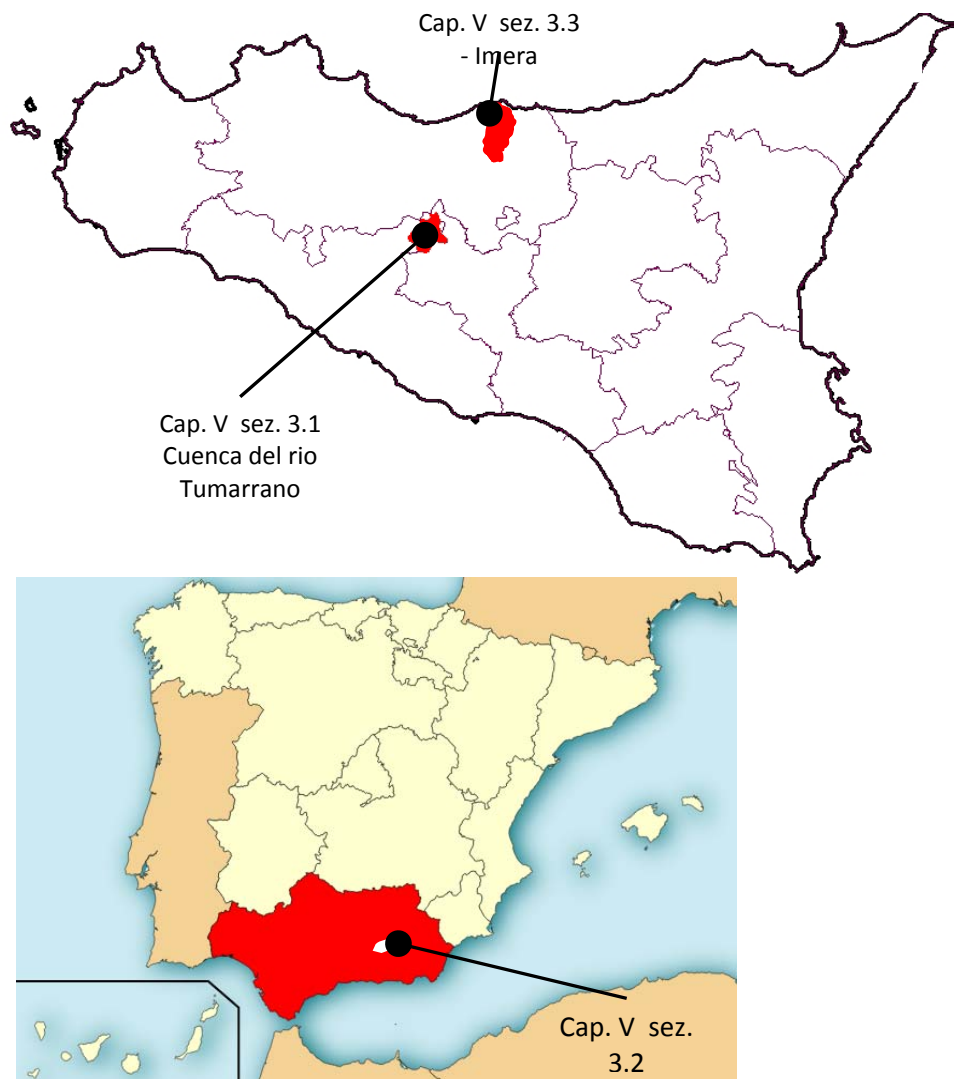 Cap. V sez. 3.3
- Imera
Cap. V sez. 3.1
Cuenca del rio
Tumarrano
Cap. V sez.
3.2